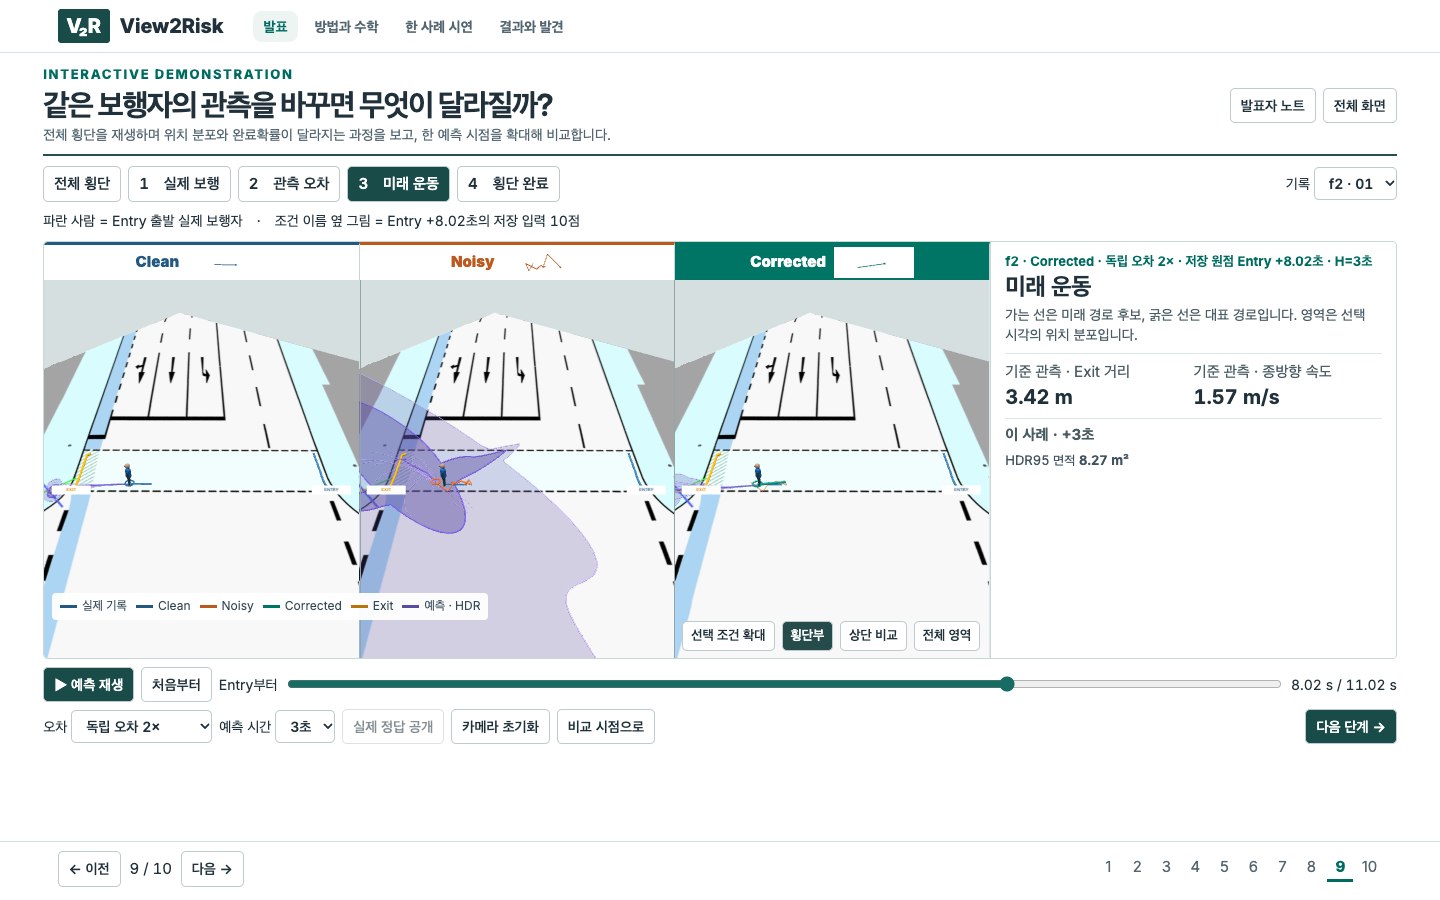 V2R View2Risk 발표 방법과 수학 한 사례 시연 결과와 발견
INTERACTIVE DEMONSTRATION
같은 보행자의 관측을 바꾸면 무엇이 달라질까?
발표자 노트 전체 화면
전체 횡단을 재생하며 위치 분포와 완료확률이 달라지는 과정을 보고, 한 예측 시점을 확대해 비교합니다.
전체 횡단 1 실제 보행 2 관측 오차 3 미래 운동 4 횡단 완료 기록 f2 · 01
파란 사람 = Entry 출발 실제 보행자 · 조건 이름 옆 그림 = Entry +8.02초의 저장 입력 10점
Clean Noisy Corrected
EXIT ENTRY EXIT ENTRY EXIT ENTRY
실제 기록 Clean Noisy Corrected Exit 예측 · HDR
선택 조건 확대 횡단부 상단 비교 전체 영역
f2 · Corrected · 독립 오차 2× · 저장 원점 Entry +8.02초 · H=3초
미래 운동
가는 선은 미래 경로 후보, 굵은 선은 대표 경로입니다. 영역은 선택
시각의 위치 분포입니다.
기준 관측 · Exit 거리 기준 관측 · 종방향 속도
3.42 m 1.57 m/s
이 사례 · +3초
HDR95 면적 8.27 m²
▶ 예측 재생 처음부터 Entry부터 8.02 s / 11.02 s
오차 독립 오차 2× 예측 시간 3초 실제 정답 공개 카메라 초기화 비교 시점으로 다음 단계 →
← 이전 9 / 10 다음 → 1 2 3 4 5 6 7 8 9 10